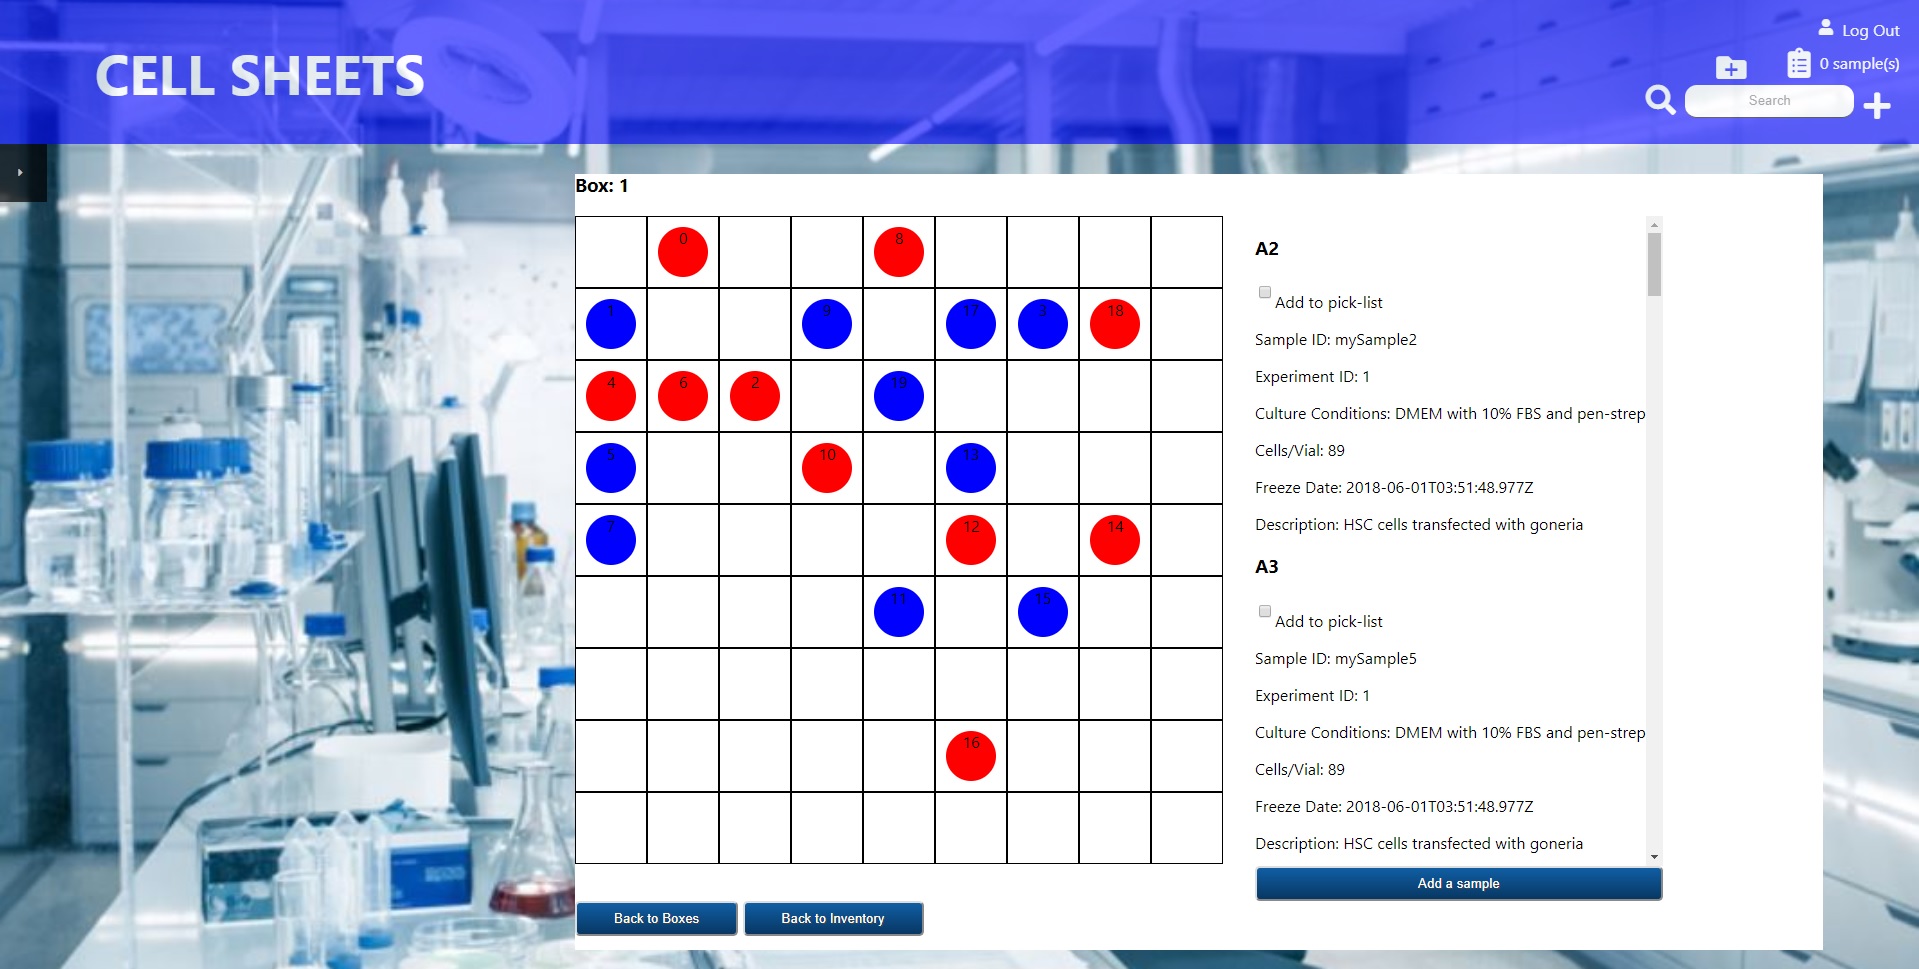 CELL SHEETS
Log Out
0 sample(s)
Search
Box: 1
0 8
1 9 17 3 18
4 6 2 19
5 10 13
7 12 14
11 15
16
A2
Add to pick-list
Sample ID: mySample2
Experiment ID: 1
Culture Conditions: DMEM with 10% FBS and pen-strep
Cells/Vial: 89
Freeze Date: 2018-06-01T03:51:48.977Z
Description: HSC cells transfected with goneria
A3
Add to pick-list
Sample ID: mySample5
Experiment ID: 1
Culture Conditions: DMEM with 10% FBS and pen-strep
Cells/Vial: 89
Freeze Date: 2018-06-01T03:51:48.977Z
Description: HSC cells transfected with goneria
Add a sample
Back to Boxes
Back to Inventory